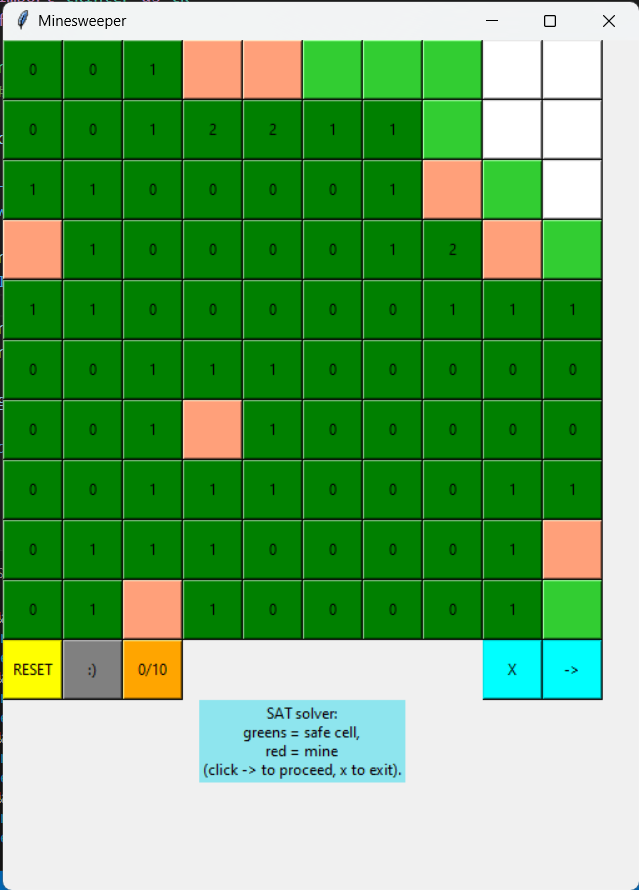 Minesweeper
0 0 1
0 0 1 2 2 1 1
1 1 0 0 0 0 1
1 0 0 0 0 1 2
1 1 0 0 0 0 0 1 1 1
0 0 1 1 1 0 0 0 0 0
0 0 1 1 0 0 0 0 0
0 0 1 1 1 0 0 0 1 1
0 1 1 1 0 0 0 0 1
0 1 1 0 0 0 0 1
RESET :) 0/10 X ->
SAT solver:
greens = safe cell,
red = mine
(click -> to proceed, x to exit).